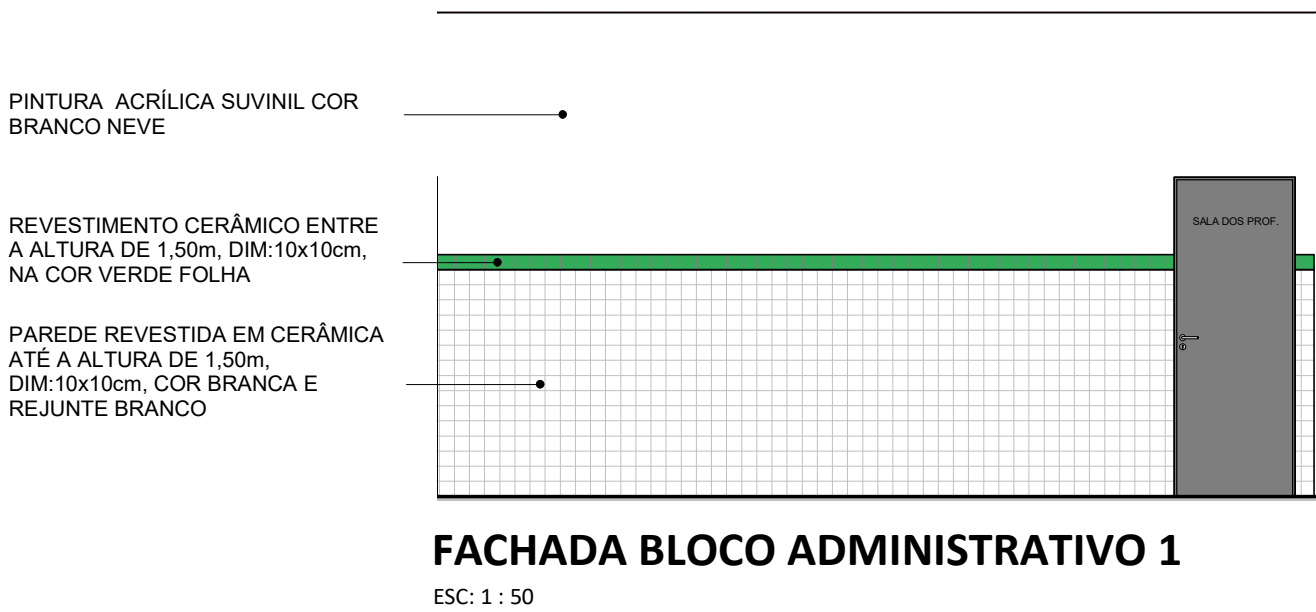 PINTURA ACRÍLICA SUVINIL COR
BRANCO NEVE
REVESTIMENTO CERÂMICO ENTRE
A ALTURA DE 1,50m, DIM:10x10cm,
NA COR VERDE FOLHA
PAREDE REVESTIDA EM CERÂMICA
ATÉ A ALTURA DE 1,50m,
DIM:10x10cm, COR BRANCA E
REJUNTE BRANCO
SALA DOS PROF.
FACHADA BLOCO ADMINISTRATIVO 1
ESC: 1 : 50